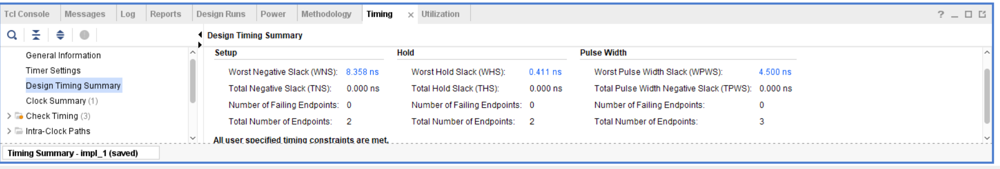 Tcl Console Messages Log Reports Design Runs Power Methodology Timing × Utilization ? _
Design Timing Summary
General Information
Timer Settings
Design Timing Summary
Clock Summary (1)
Check Timing (3)
Intra-Clock Paths
Setup Hold Pulse Width
Worst Negative Slack (WNS): 8.358 ns Worst Hold Slack (WHS): 0.411 ns Worst Pulse Width Slack (WPWS): 4.500 ns
Total Negative Slack (TNS): 0.000 ns Total Hold Slack (THS): 0.000 ns Total Pulse Width Negative Slack (TPWS): 0.000 ns
Number of Failing Endpoints: 0 Number of Failing Endpoints: 0 Number of Failing Endpoints: 0
Total Number of Endpoints: 2 Total Number of Endpoints: 2 Total Number of Endpoints: 3
All user specified timing constraints are met.
Timing Summary - impl_1 (saved)